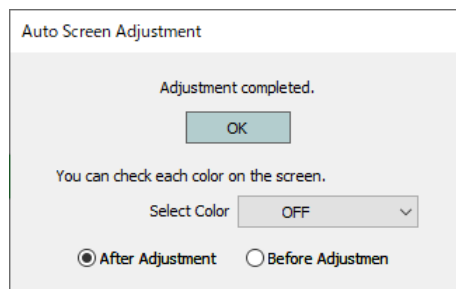 Auto Screen Adjustment
Adjustment completed.
OK
You can check each color on the screen.
Select Color OFF
After Adjustment Before Adjustmen